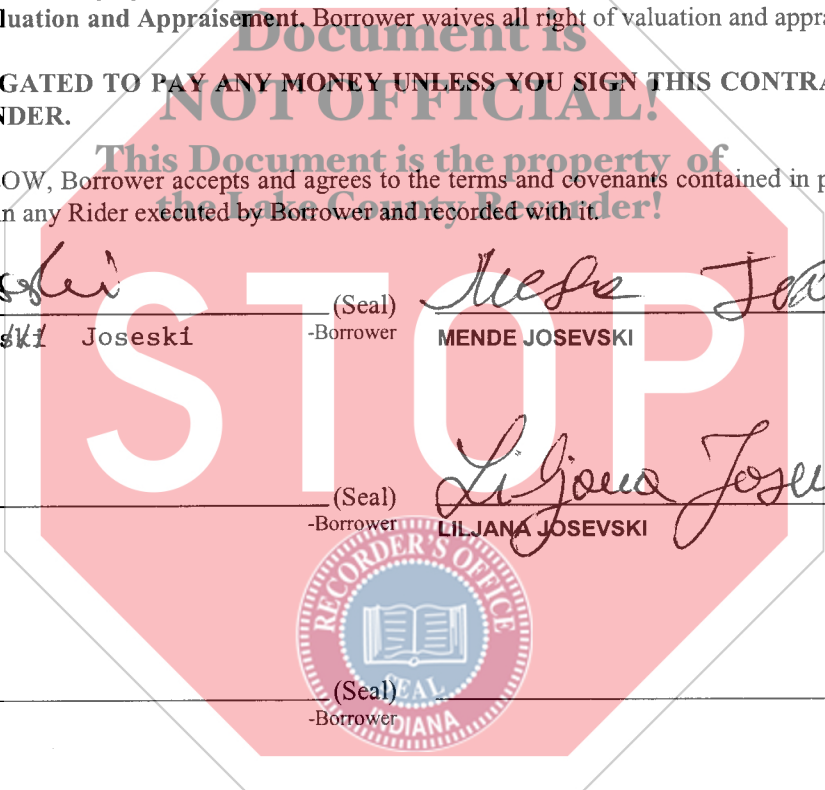 luation and Appraisement. Borrower waives all right of valuation and appra
Document is
GATED TO PAY ANY MONEY UNLESS YOU SIGN THIS CONTRA
NOT OFFICIAL!
NDER.
This Document is the property of
OW, Borrower accepts and agrees to the terms and covenants contained in p
the Lake County Recorder!
n any Rider executed by Borrower and recorded with it.
STOP
(Seal)
Joseski
-Borrower
MENDE JOSEVSKI
Liljana
(Seal)
-Borrower
LILJANA JOSEVSKI
RECORDER'S OFFICE
SEAL
INDIANA
(Seal)
-Borrower